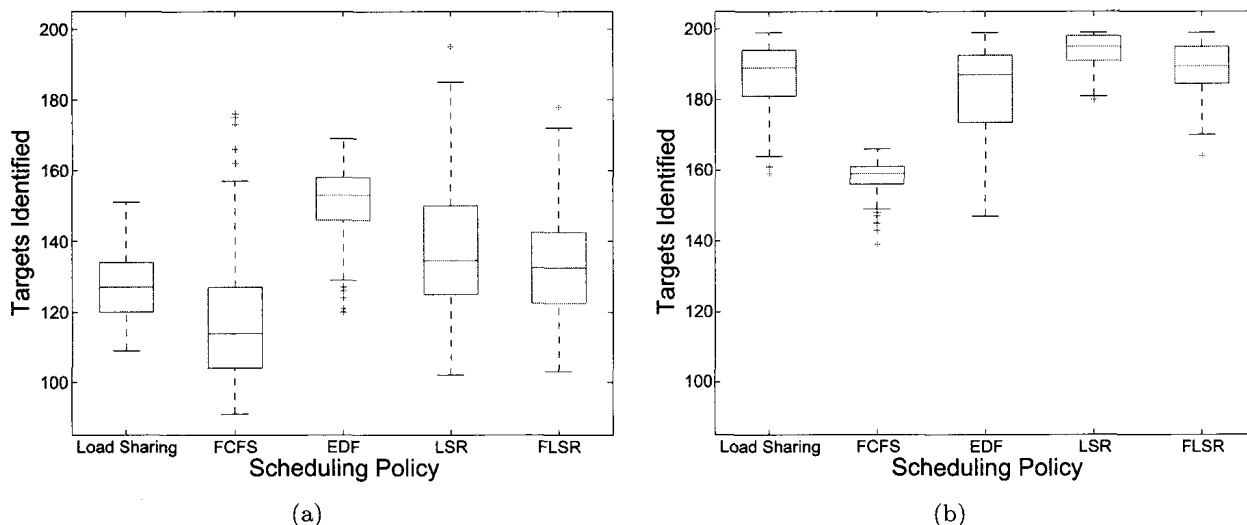 200
180
160
140
120
100
Targets Identified
Load Sharing FCFS EDF LSR FLSR
Scheduling Policy
(a)
200
180
160
140
120
100
Targets Identified
Load Sharing FCFS EDF LSR FLSR
Scheduling Policy
(b)